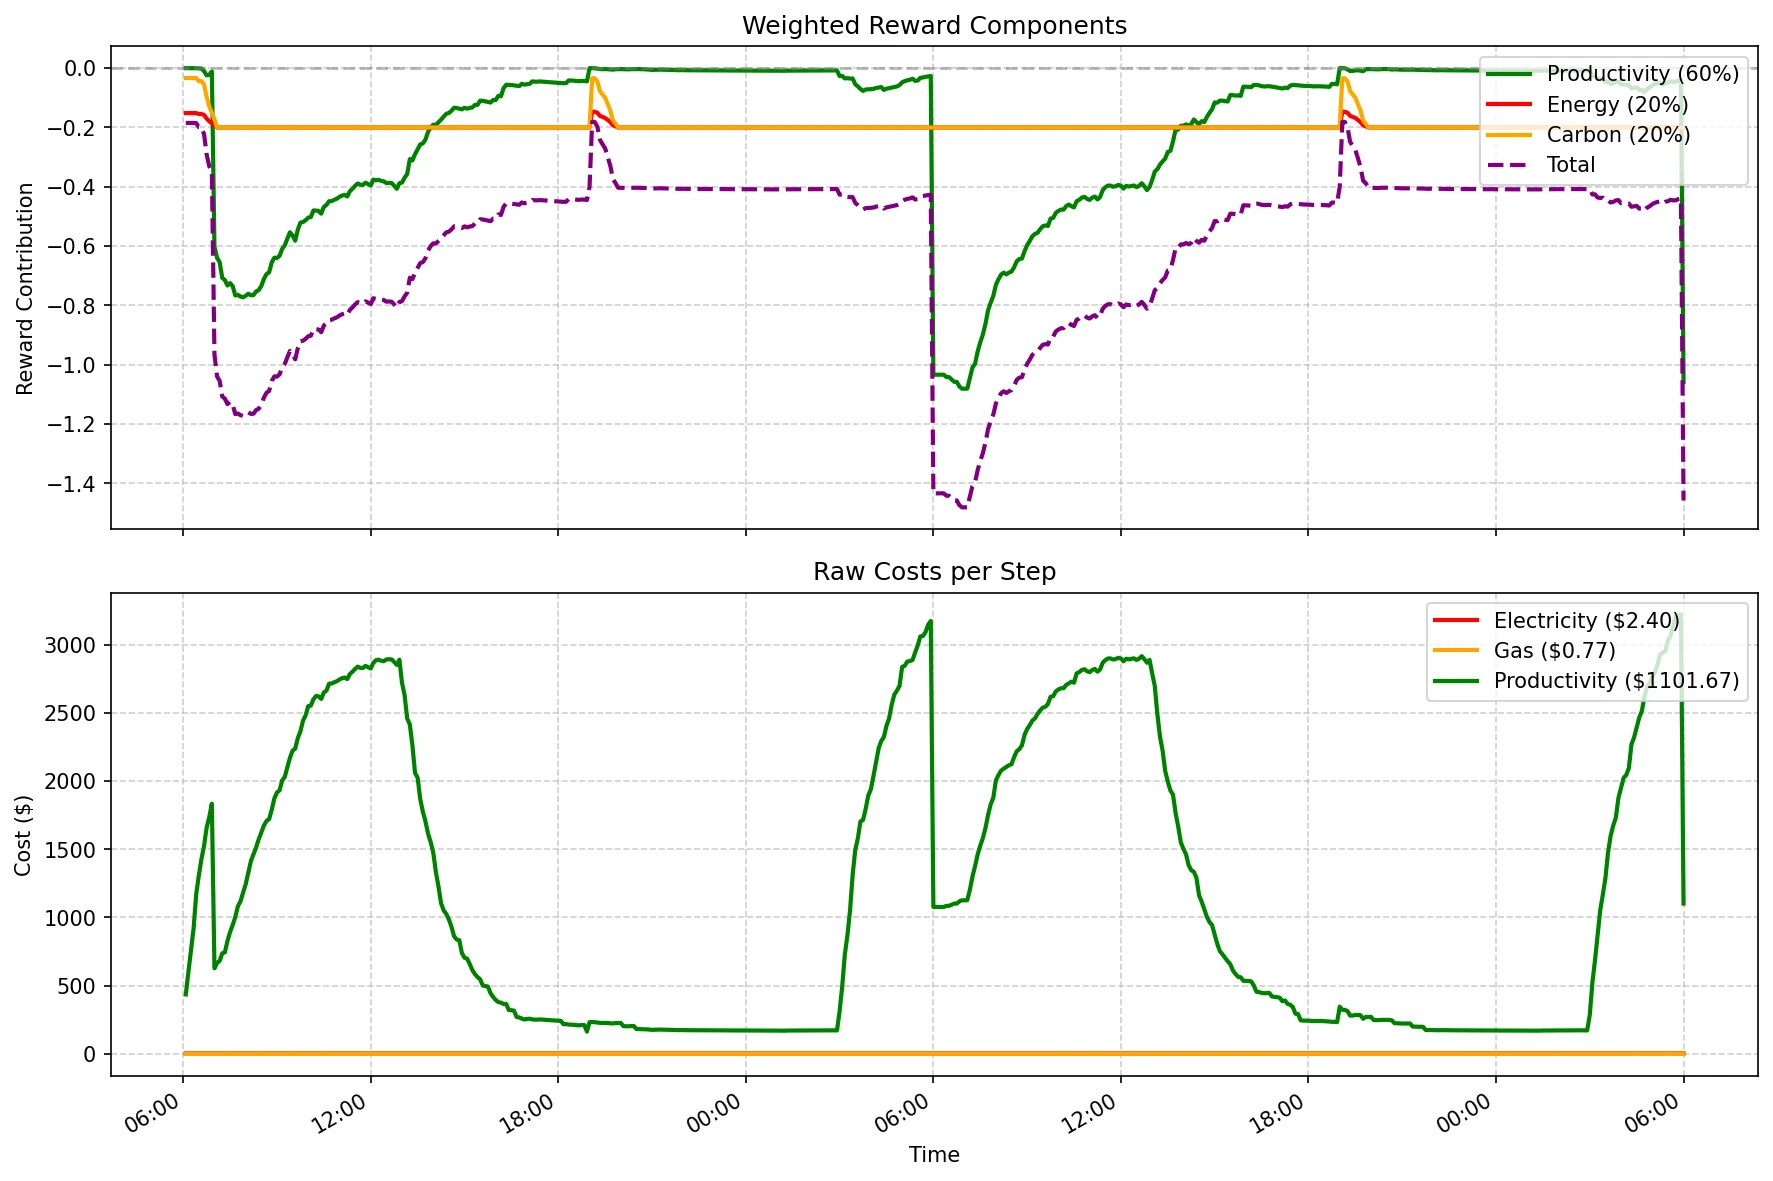 Weighted Reward Components
Reward Contribution
0.0
−0.2
−0.4
−0.6
−0.8
−1.0
−1.2
−1.4
Productivity (60%)
Energy (20%)
Carbon (20%)
Total
Raw Costs per Step
Cost ($)
3000
2500
2000
1500
1000
500
0
Electricity ($2.40)
Gas ($0.77)
Productivity ($1101.67)
06:00
12:00
18:00
00:00
06:00
12:00
18:00
00:00
06:00
Time